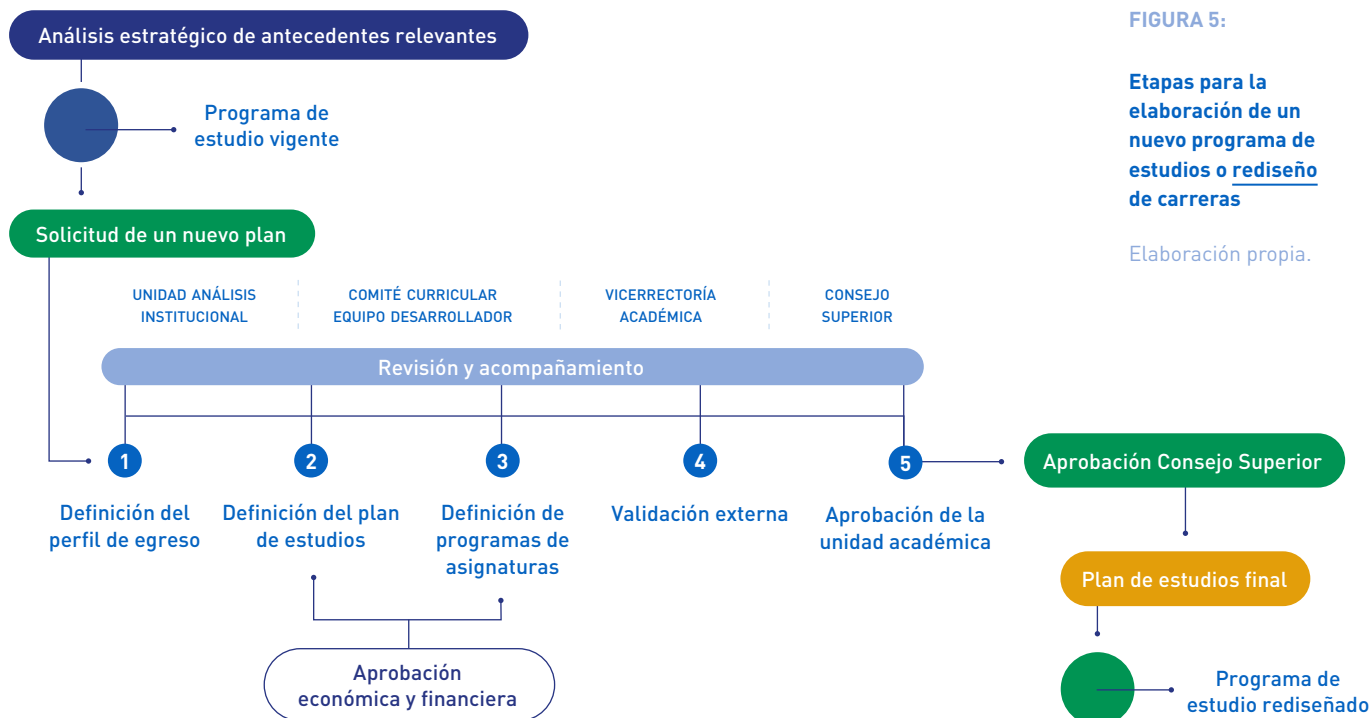 Análisis estratégico de antecedentes relevantes
Programa de
estudio vigente
Solicitud de un nuevo plan
FIGURA 5:
Etapas para la
elaboración de un
nuevo programa de
estudios o rediseño
de carreras
Elaboración propia.
UNIDAD ANÁLISIS
INSTITUCIONAL
COMITÉ CURRICULAR
EQUIPO DESARROLLADOR
VICERRECTORÍA
ACADÉMICA
CONSEJO
SUPERIOR
Revisión y acompañamiento
1
Definición del
perfil de egreso
2
Definición del plan
de estudios
3
Definición de
programas de
asignaturas
4
Validación externa
5
Aprobación de la
unidad académica
Aprobación
económica y financiera
Aprobación Consejo Superior
Plan de estudios final
Programa de
estudio rediseñado